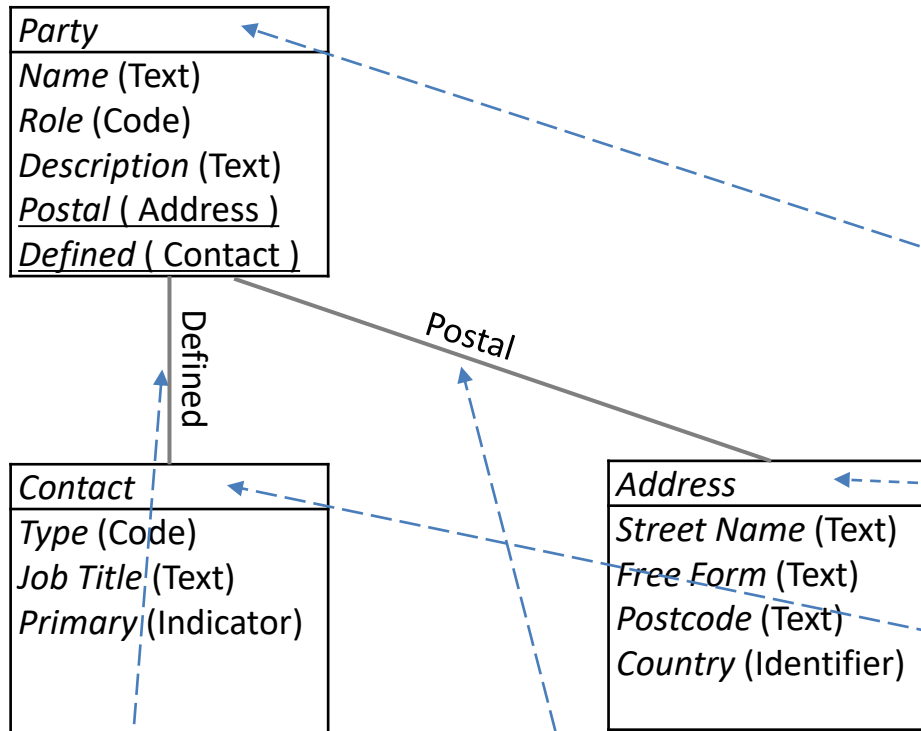 Party
Name (Text)
Role (Code)
Description (Text)
Postal ( Address )
Defined ( Contact )
Defined
Postal
Contact
Type (Code)
Job Title (Text)
Primary (Indicator)
Address
Street Name (Text)
Free Form (Text)
Postcode (Text)
Country (Identifier)